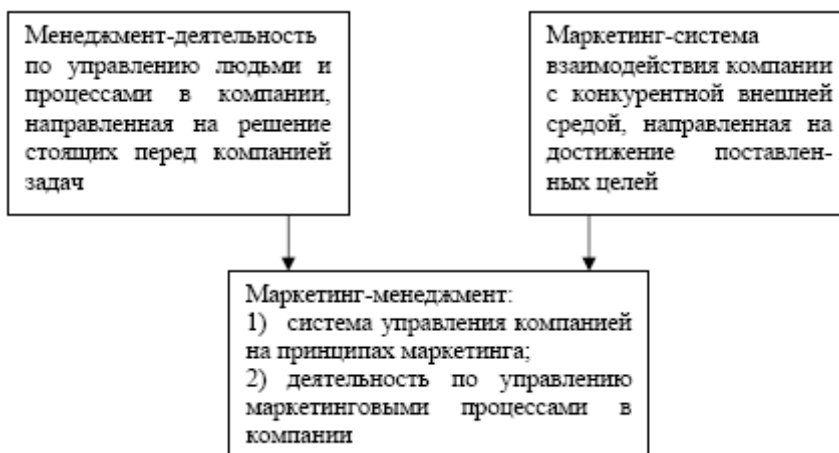 Менеджмент-деятельность
по управлению людьми и
процессами в компании,
направленная на решение
стоящих перед компанией
задач
Маркетинг-система
взаимодействия компании
с конкурентной внешней
средой, направленная на
достижение поставлен-
ных целей
Маркетинг-менеджмент:
1) система управления компанией
на принципах маркетинга;
2) деятельность по управлению
маркетинговыми процессами в
компании